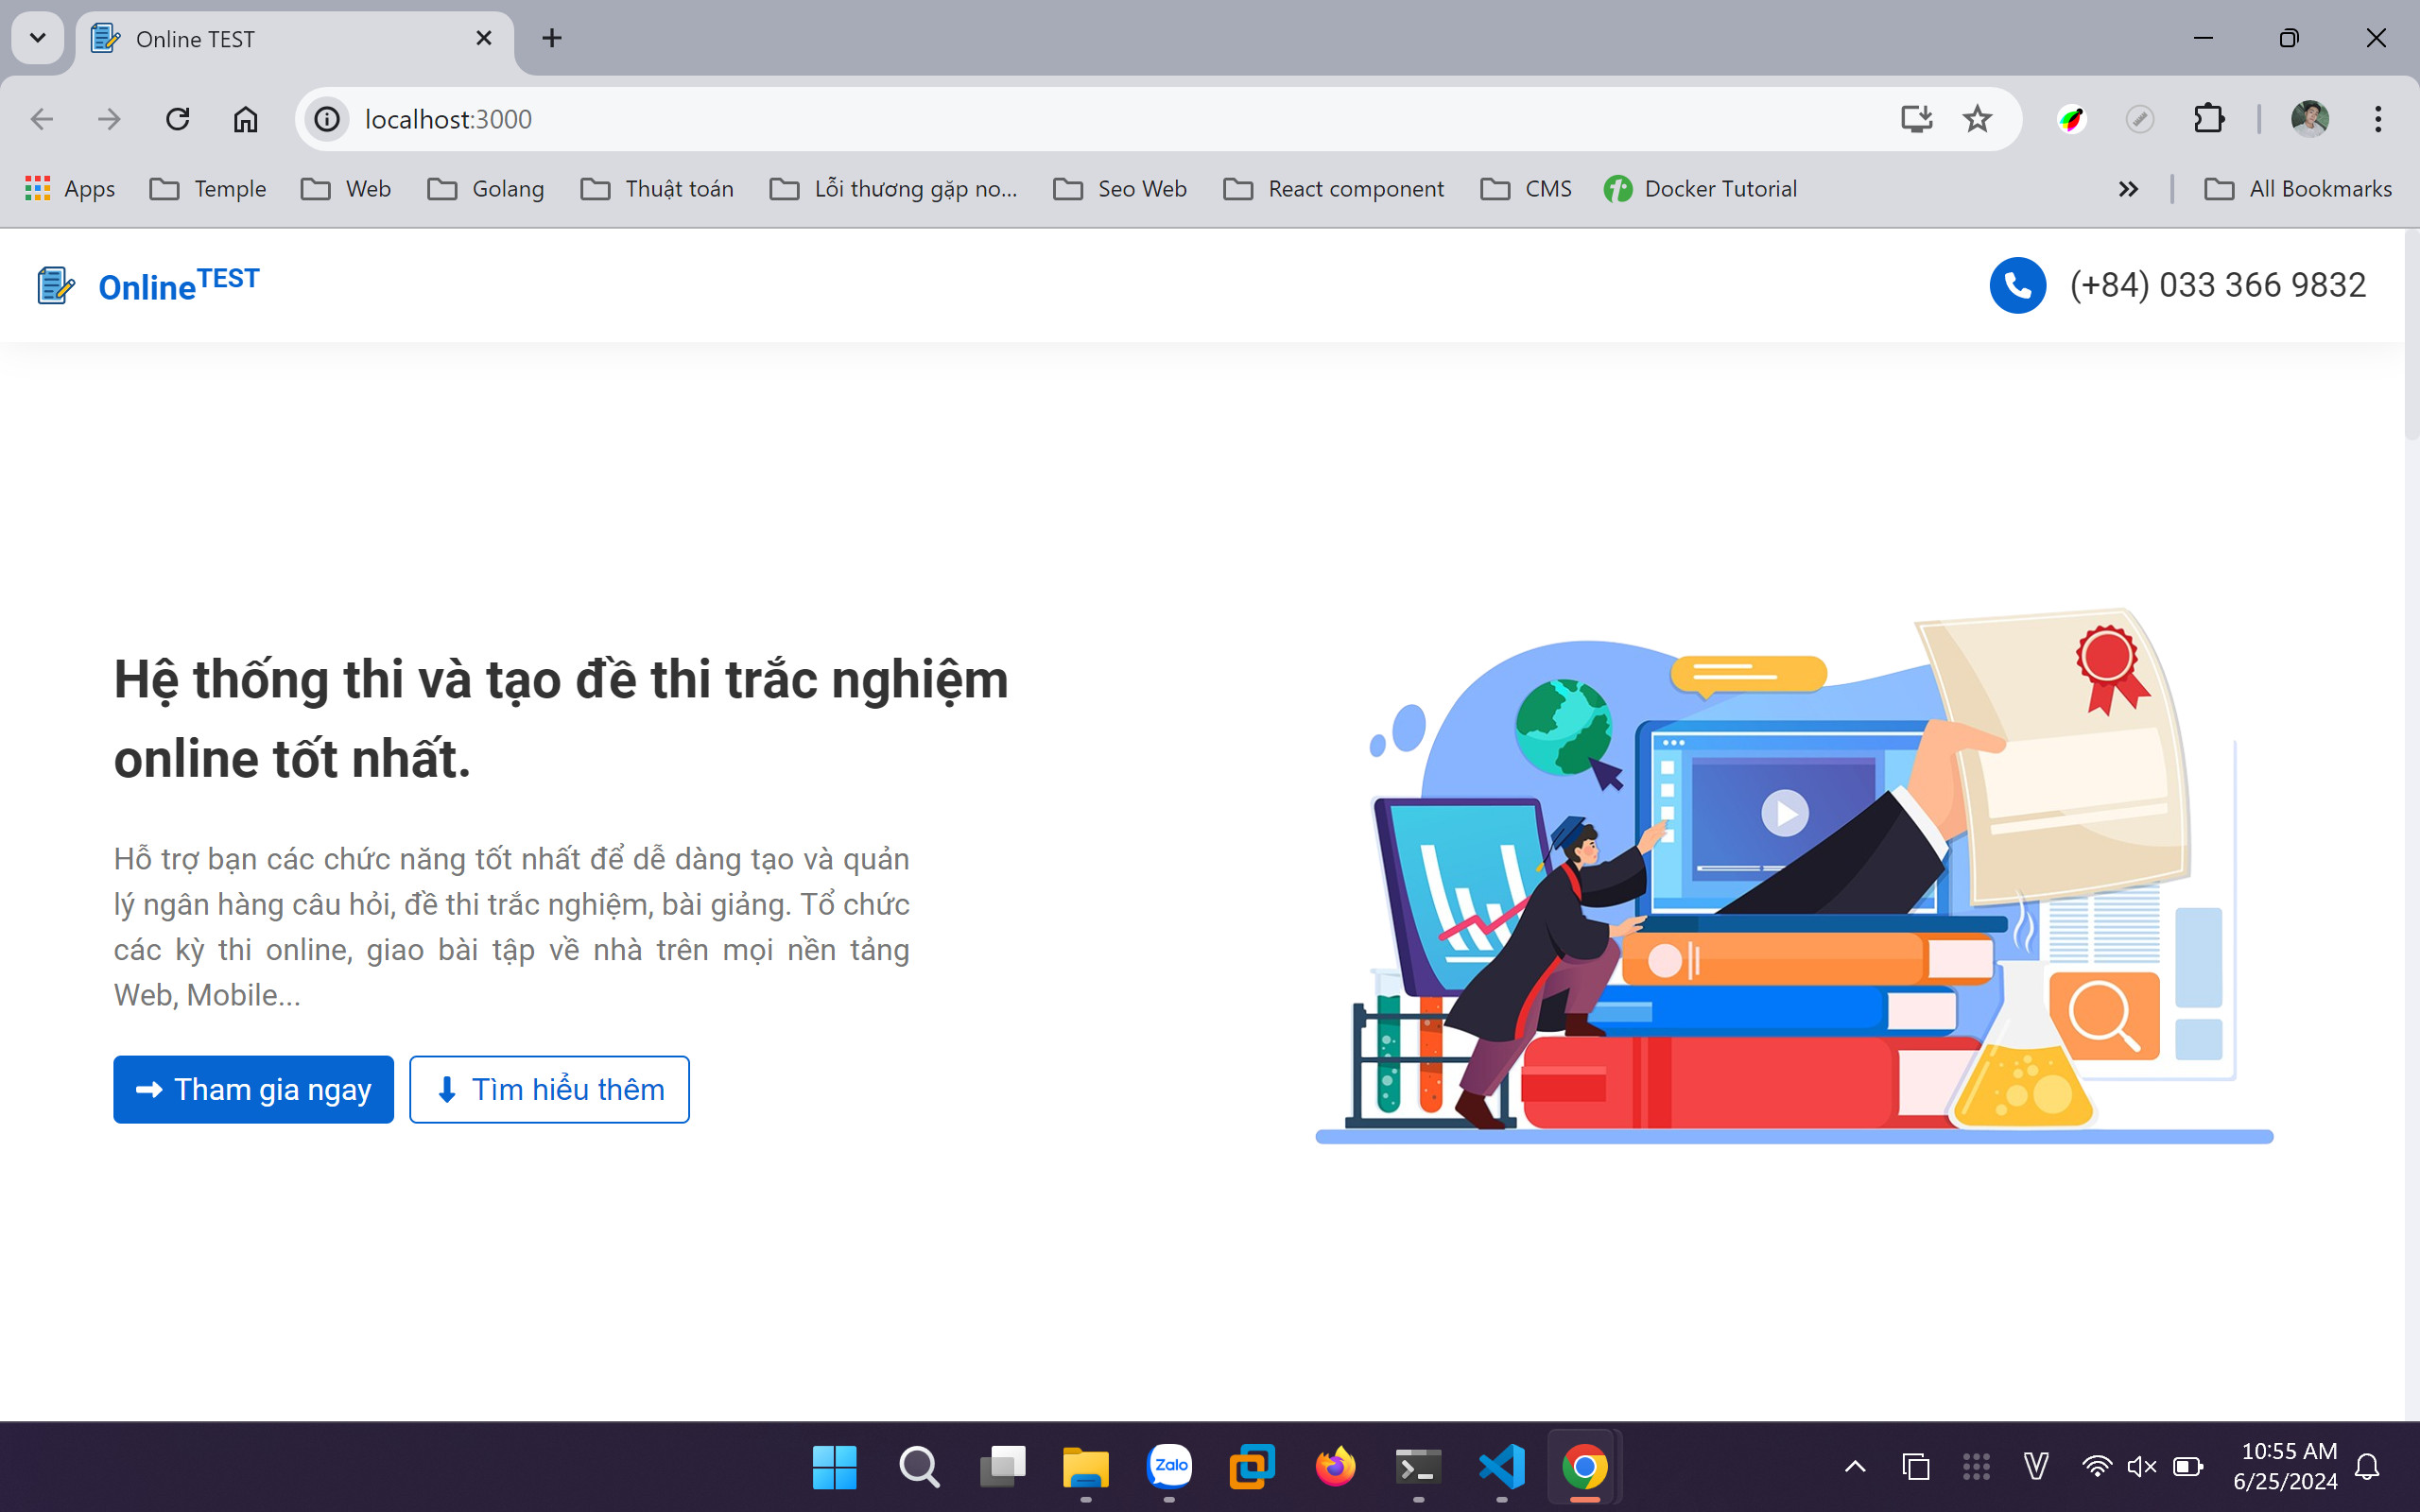 Online TEST
localhost:3000
Apps
Temple
Web
Golang
Thuật toán
Lỗi thương gặp no...
Seo Web
React component
CMS
Docker Tutorial
All Bookmarks
OnlineTEST
(+84) 033 366 9832
Hệ thống thi và tạo đề thi trắc nghiệm
online tốt nhất.
Hỗ trợ bạn các chức năng tốt nhất để dễ dàng tạo và quản
lý ngân hàng câu hỏi, đề thi trắc nghiệm, bài giảng. Tổ chức
các kỳ thi online, giao bài tập về nhà trên mọi nền tảng
Web, Mobile...
Tham gia ngay
Tìm hiểu thêm
Zalo
V
10:55 AM
6/25/2024